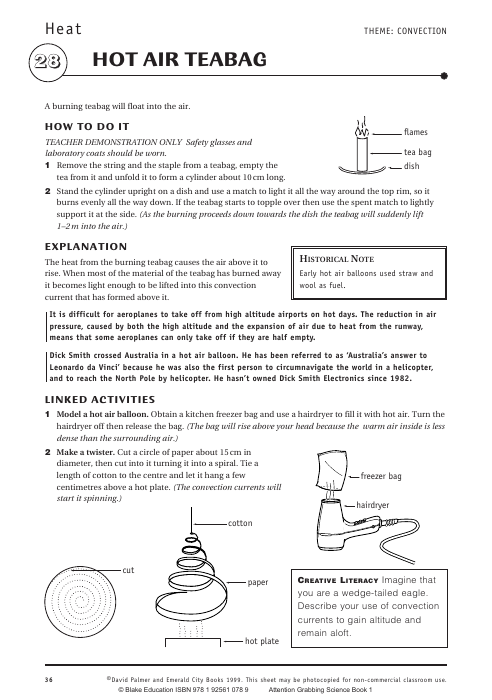 Heat
THEME: CONVECTION
28
HOT AIR TEABAG
A burning teabag will float into the air.
HOW TO DO IT
TEACHER DEMONSTRATION ONLY Safety glasses and
laboratory coats should be worn.
1 Remove the string and the staple from a teabag, empty the
tea from it and unfold it to form a cylinder about 10 cm long.
flames
tea bag
dish
2 Stand the cylinder upright on a dish and use a match to light it all the way around the top rim, so it
burns evenly all the way down. If the teabag starts to topple over then use the spent match to lightly
support it at the side. (As the burning proceeds down towards the dish the teabag will suddenly lift
1–2 m into the air.)
EXPLANATION
The heat from the burning teabag causes the air above it to
rise. When most of the material of the teabag has burned away
it becomes light enough to be lifted into this convection
current that has formed above it.
HISTORICAL NOTE
Early hot air balloons used straw and
wool as fuel.
It is difficult for aeroplanes to take off from high altitude airports on hot days. The reduction in air
pressure, caused by both the high altitude and the expansion of air due to heat from the runway,
means that some aeroplanes can only take off if they are half empty.
Dick Smith crossed Australia in a hot air balloon. He has been referred to as ‘Australia’s answer to
Leonardo da Vinci’ because he was also the first person to circumnavigate the world in a helicopter,
and to reach the North Pole by helicopter. He hasn’t owned Dick Smith Electronics since 1982.
LINKED ACTIVITIES
1 Model a hot air balloon. Obtain a kitchen freezer bag and use a hairdryer to fill it with hot air. Turn the
hairdryer off then release the bag. (The bag will rise above your head because the warm air inside is less
dense than the surrounding air.)
2 Make a twister. Cut a circle of paper about 15 cm in
diameter, then cut into it turning it into a spiral. Tie a
length of cotton to the centre and let it hang a few
centimetres above a hot plate. (The convection currents will
start it spinning.)
freezer bag
hairdryer
cotton
cut
paper
hot plate
CREATIVE LITERACY Imagine that
you are a wedge-tailed eagle.
Describe your use of convection
currents to gain altitude and
remain aloft.
36
©David Palmer and Emerald City Books 1999. This sheet may be photocopied for non-commercial classroom use.
© Blake Education ISBN 978 1 92561 078 9 Attention Grabbing Science Book 1